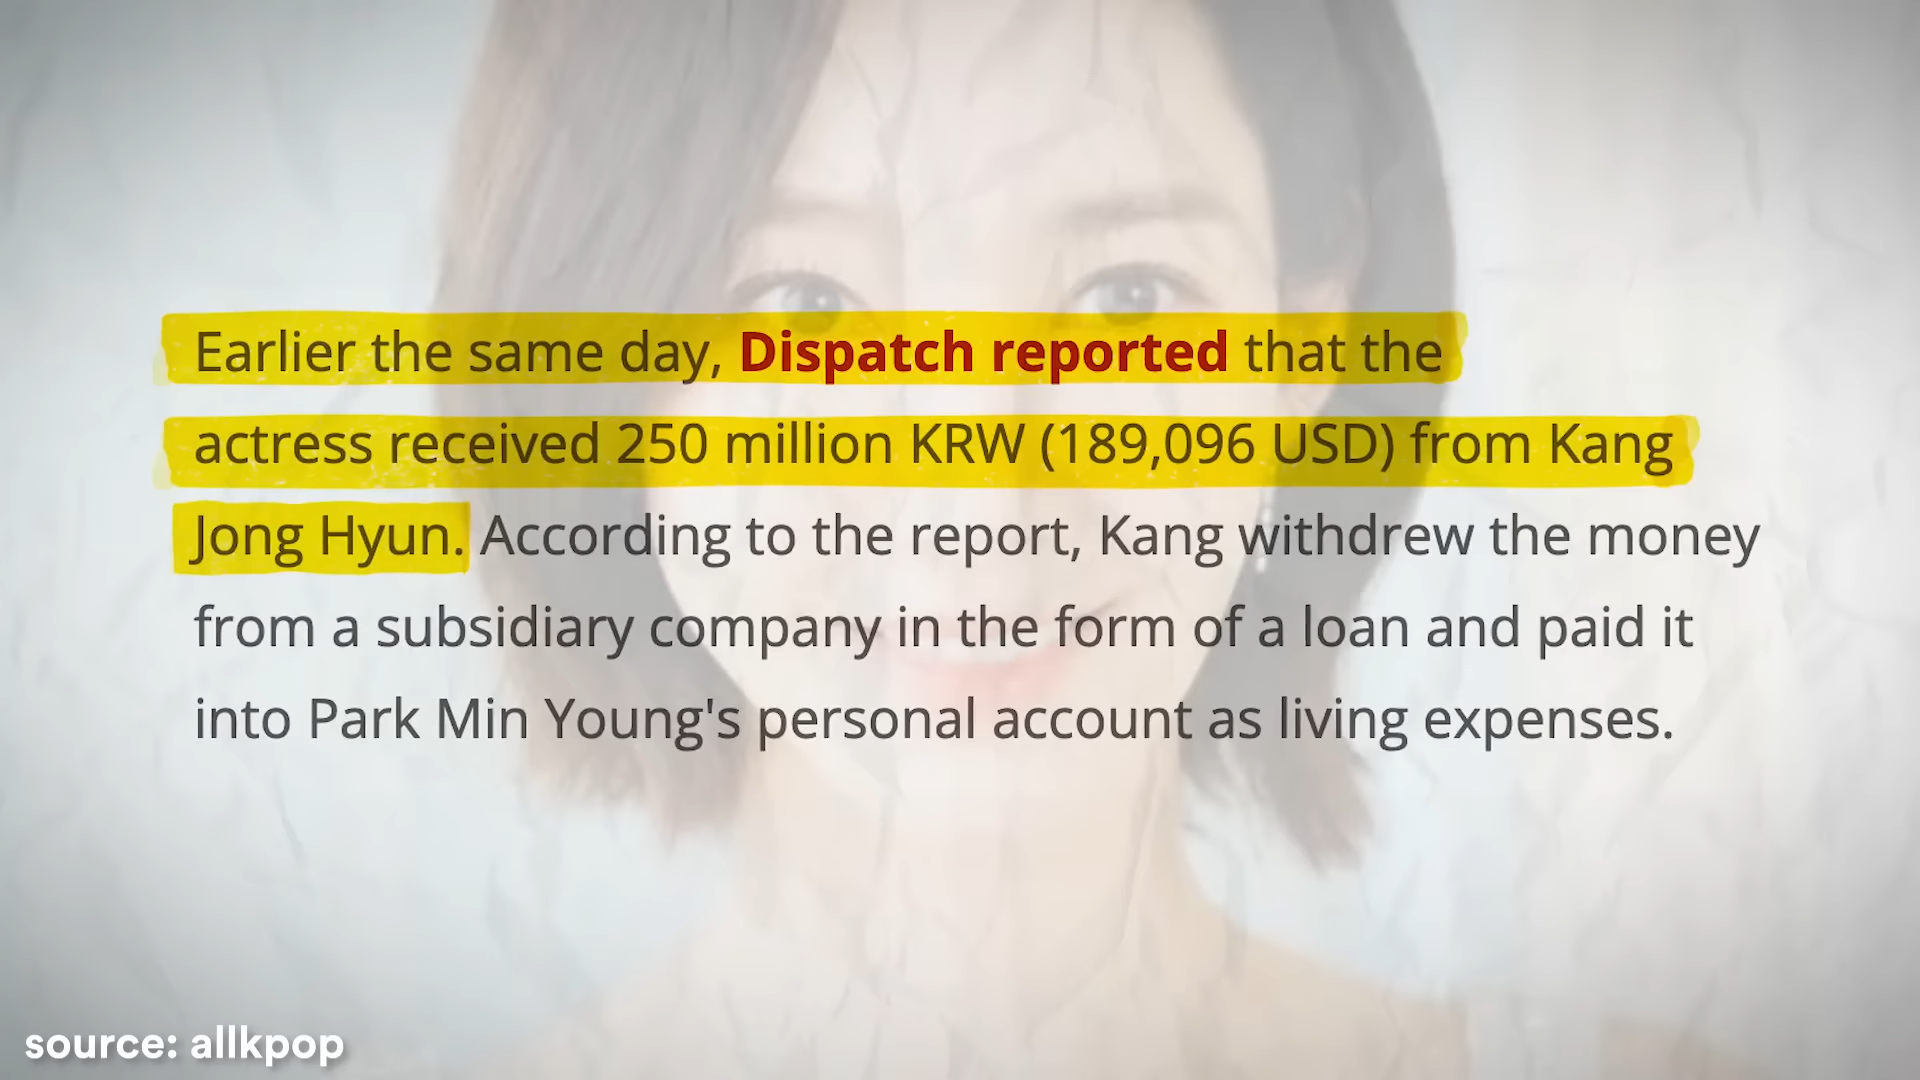 Earlier the same day, Dispatch reported that the
actress received 250 million KRW (189,096 USD) from Kang
Jong Hyun. According to the report, Kang withdrew the money
from a subsidiary company in the form of a loan and paid it
into Park Min Young's personal account as living expenses.
source: allkpop